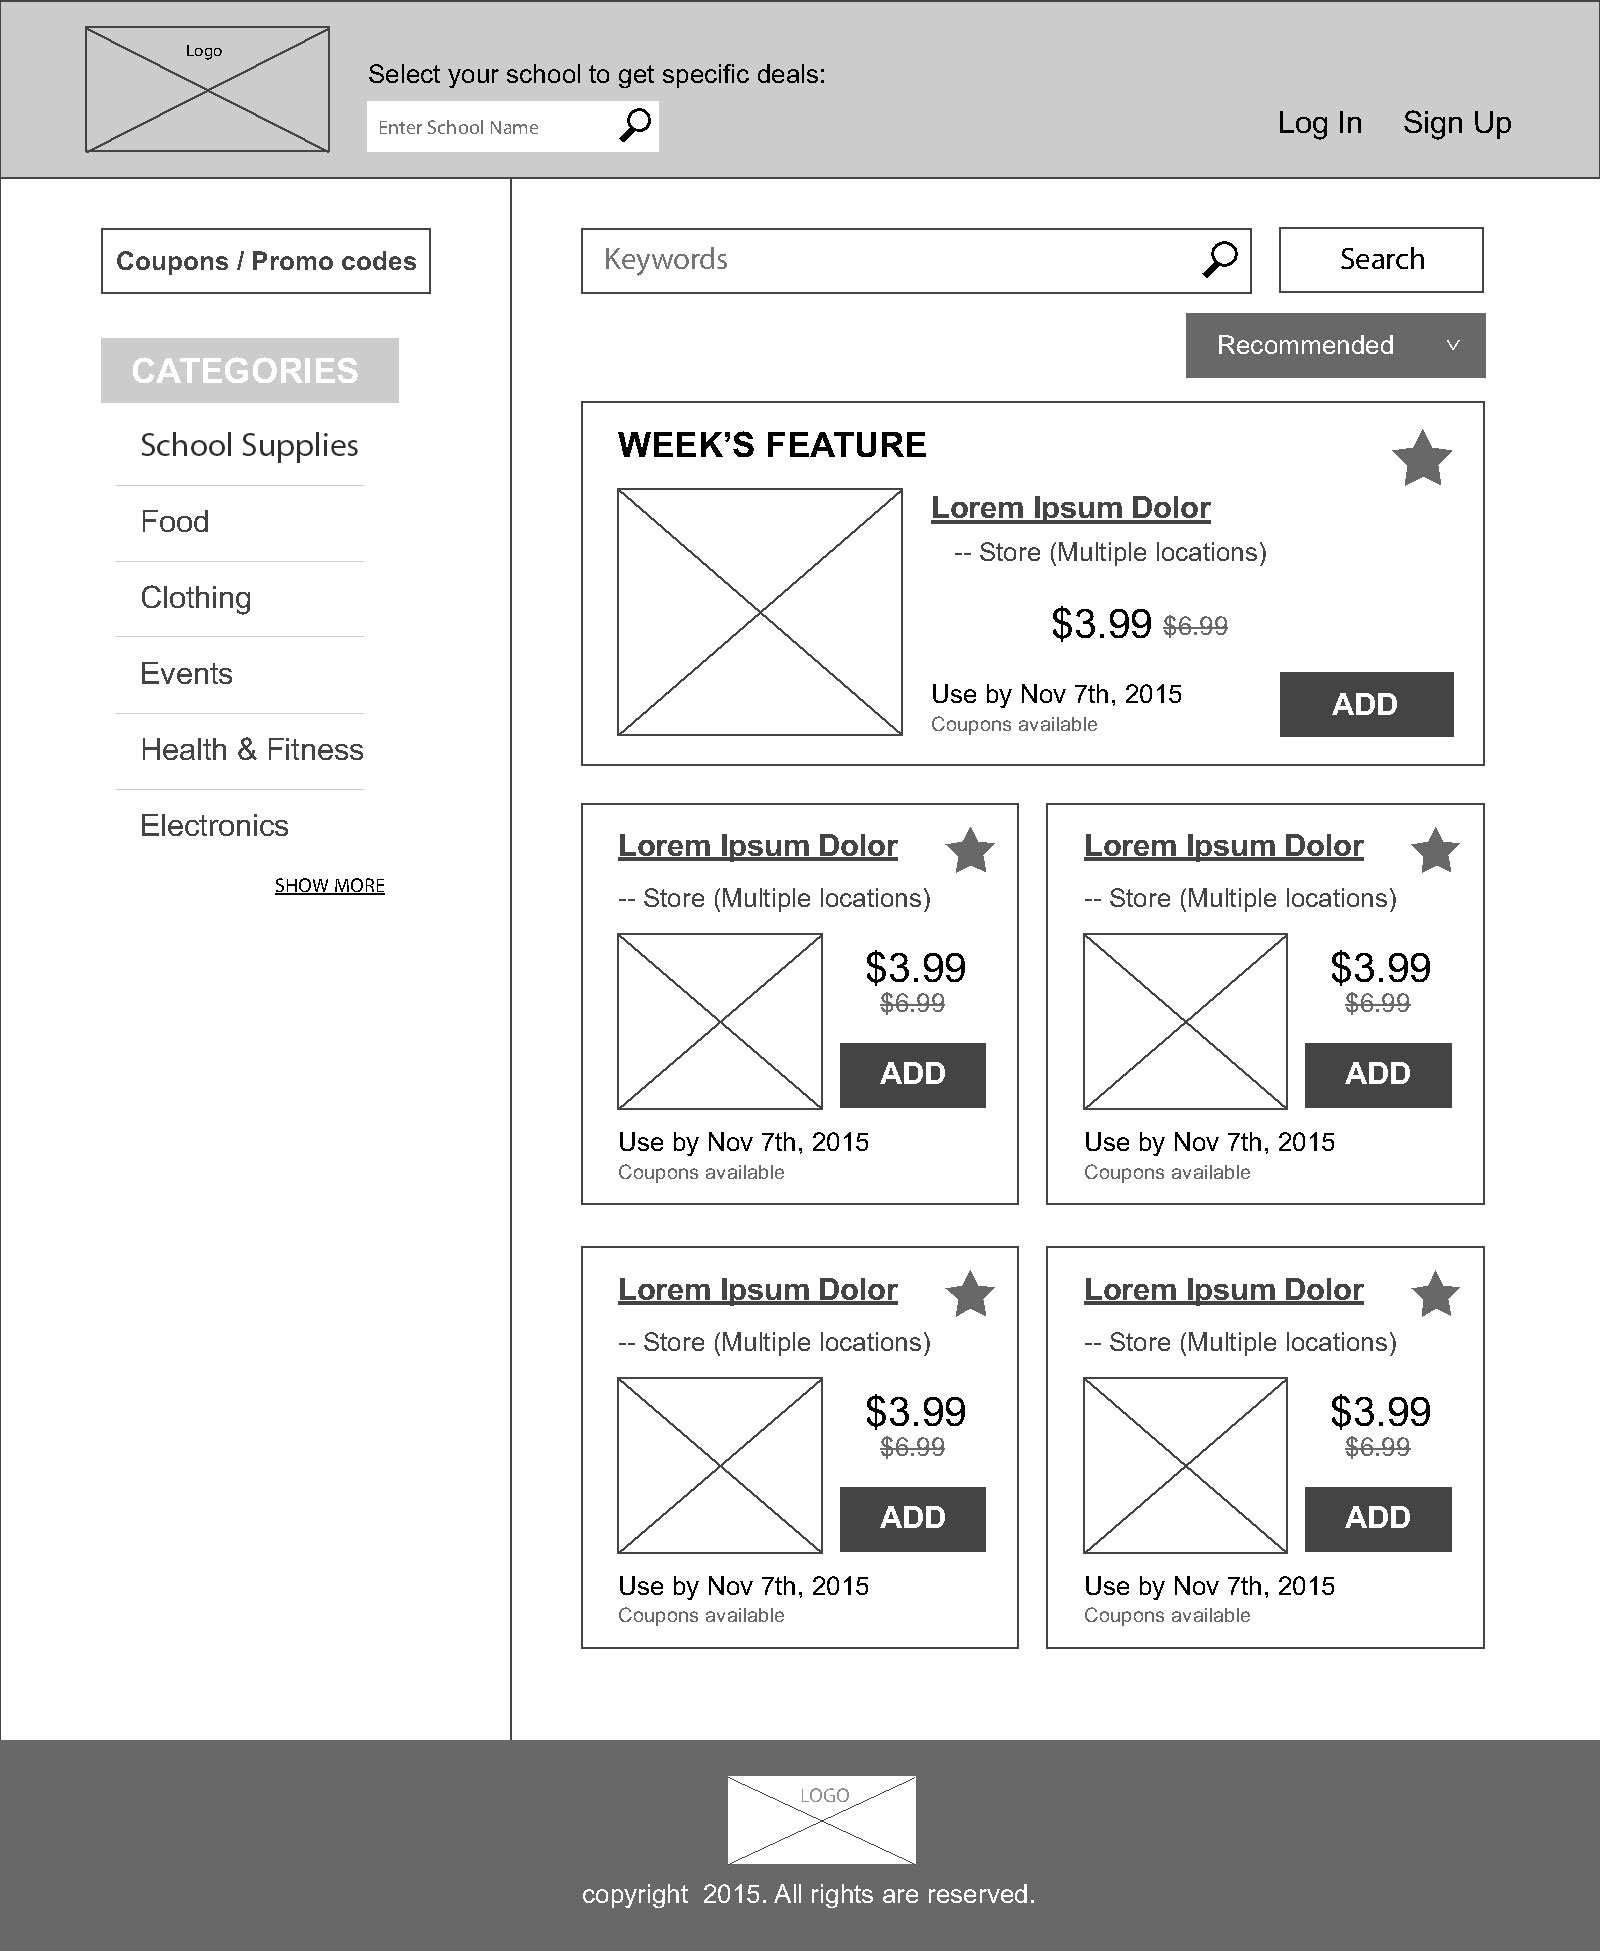 Logo
Select your school to get specific deals:
Enter School Name
Log In
Sign Up
Coupons / Promo codes
CATEGORIES
School Supplies
Food
Clothing
Events
Health & Fitness
Electronics
SHOW MORE
Keywords
Search
Recommended
WEEK’S FEATURE
Lorem Ipsum Dolor
-- Store (Multiple locations)
$3.99 $6.99
Use by Nov 7th, 2015
Coupons available
ADD
Lorem Ipsum Dolor
-- Store (Multiple locations)
$3.99
$6.99
ADD
Use by Nov 7th, 2015
Coupons available
Lorem Ipsum Dolor
-- Store (Multiple locations)
$3.99
$6.99
ADD
Use by Nov 7th, 2015
Coupons available
Lorem Ipsum Dolor
-- Store (Multiple locations)
$3.99
$6.99
ADD
Use by Nov 7th, 2015
Coupons available
Lorem Ipsum Dolor
-- Store (Multiple locations)
$3.99
$6.99
ADD
Use by Nov 7th, 2015
Coupons available
LOGO
copyright  2015. All rights are reserved.